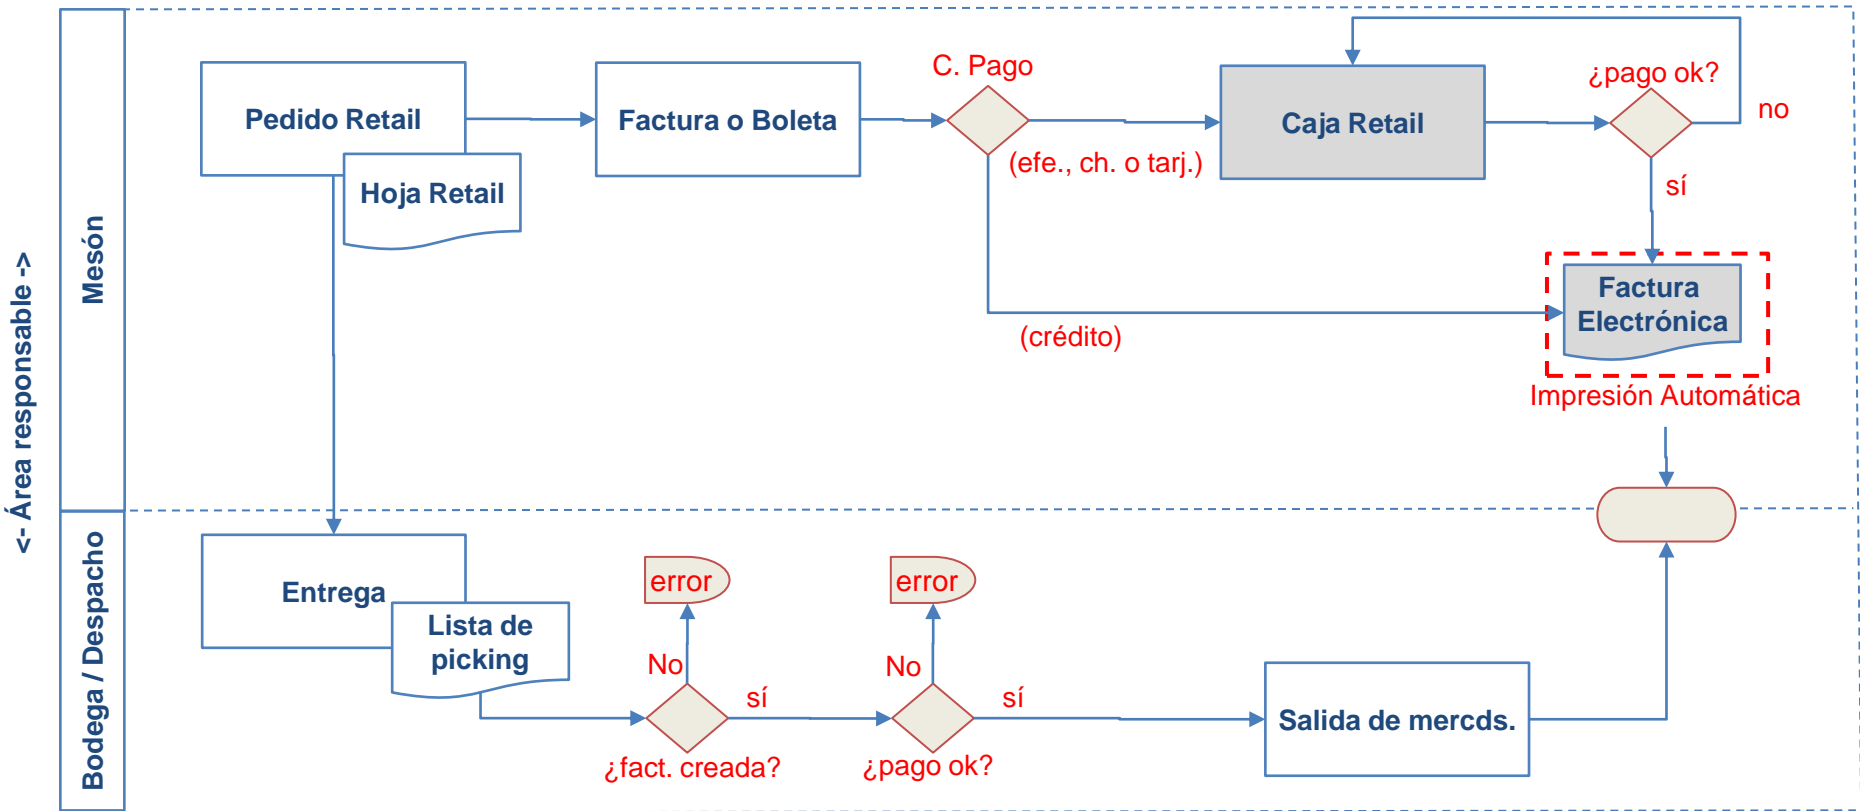 <- Área responsable ->
Mesón
Pedido Retail
Hoja Retail
Factura o Boleta
C. Pago
(efe., ch. o tarj.)
(crédito)
Caja Retail
¿pago ok?
no
sí
Factura
Electrónica
Impresión Automática
Bodega / Despacho
Entrega
Lista de
picking
error
No
sí
¿fact. creada?
error
No
sí
¿pago ok?
Salida de mercds.